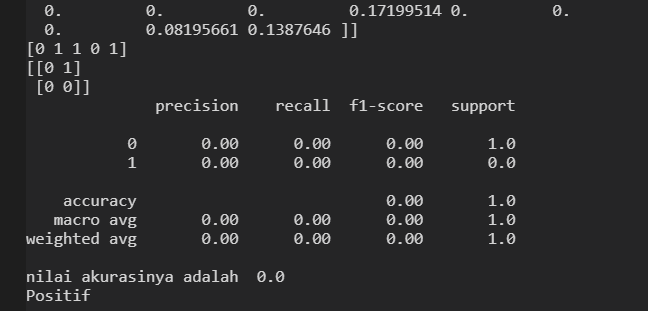 0. 0. 0. 0.17199514 0. 0.
0. 0.08195661 0.1387646 ]]
[0 1 1 0 1]
[[0 1]
[0 0]]
precision recall f1-score support
0 0.00 0.00 0.00 1.0
1 0.00 0.00 0.00 0.0
accuracy 0.00 1.0
macro avg 0.00 0.00 0.00 1.0
weighted avg 0.00 0.00 0.00 1.0
nilai akurasinya adalah 0.0
Positif